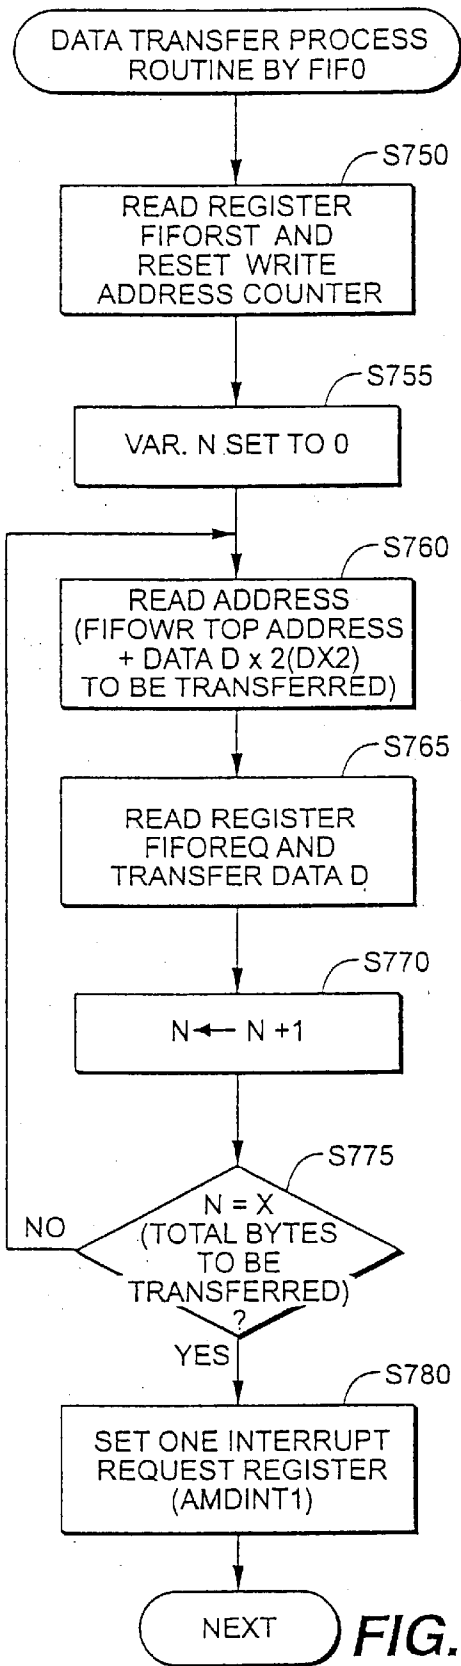 DATA TRANSFER PROCESS
ROUTINE BY FIF0
S750
READ REGISTER
FIFORST AND
RESET WRITE
ADDRESS COUNTER
S755
VAR. N SET TO 0
S760
READ ADDRESS
(FIFOWR TOP ADDRESS
+ DATA D x 2(DX2)
TO BE TRANSFERRED)
S765
READ REGISTER
FIFOREQ AND
TRANSFER DATA D
S770
N ← N +1
S775
N = X
(TOTAL BYTES
TO BE
TRANSFERRED)
?
NO
YES
S780
SET ONE INTERRUPT
REQUEST REGISTER
(AMDINT1)
NEXT
FIG.